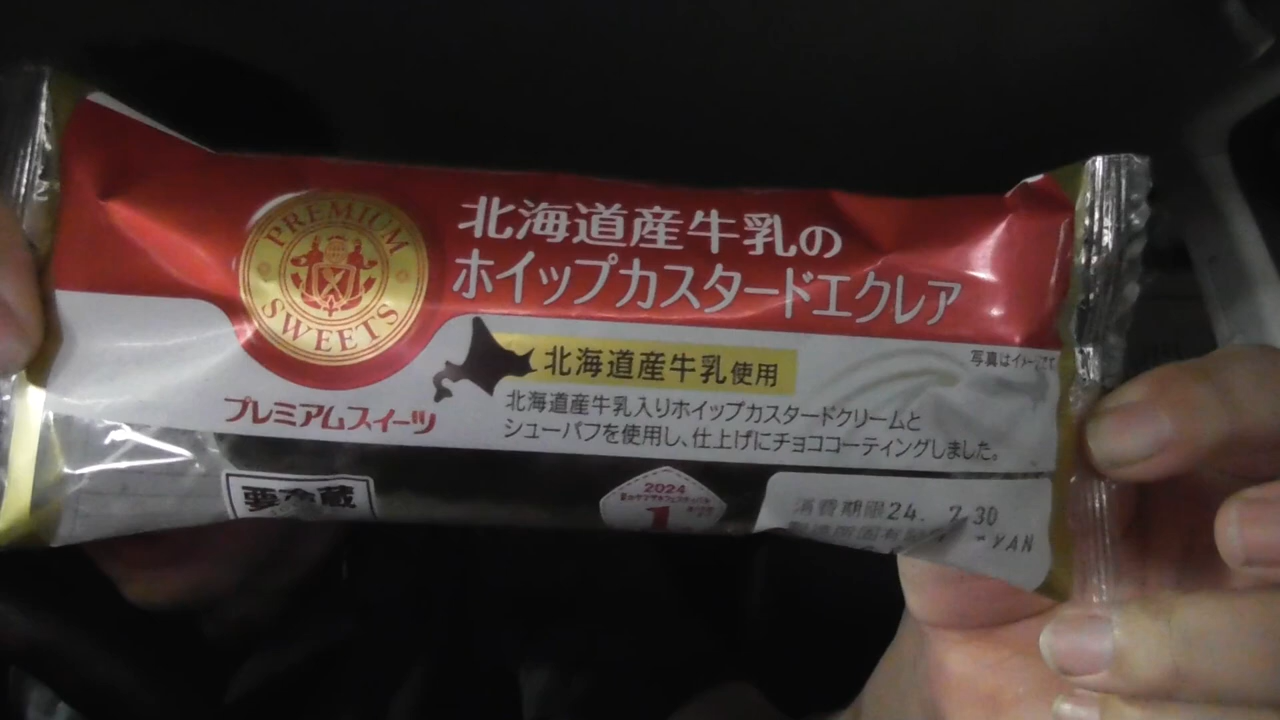 PREMIUM
SWEETS
北海道産牛乳の
ホイップカスタードエクレア
北海道産牛乳使用
写真はイメージです
北海道産牛乳入りホイップカスタードクリームと
シューパフを使用し、仕上げにチョココーティングしました。
プレミアムスイーツ
要冷蔵
2024
1
消費期限24. 7.30
YAN